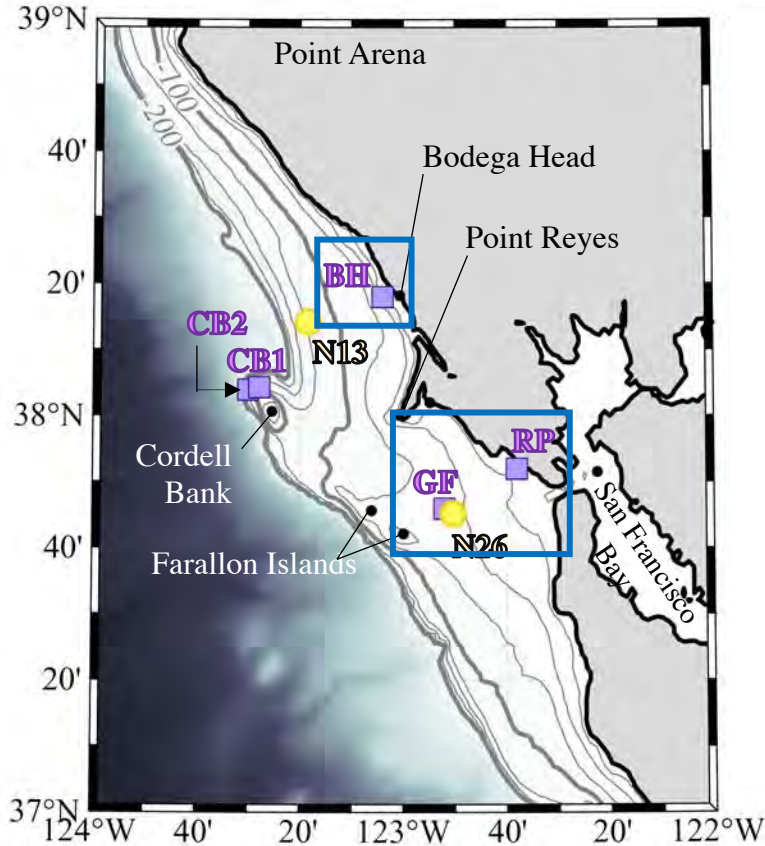 39°N
Point Arena
-100
-200
40'
Bodega Head
Point Reyes
BH
20'
CB2
N13
CB1
38°N
RP
Cordell
Bank
GF
San Francisco
Bay
N26
40'
Farallon Islands
20'
37°N
124°W
40'
20'
123°W
40'
20'
122°W